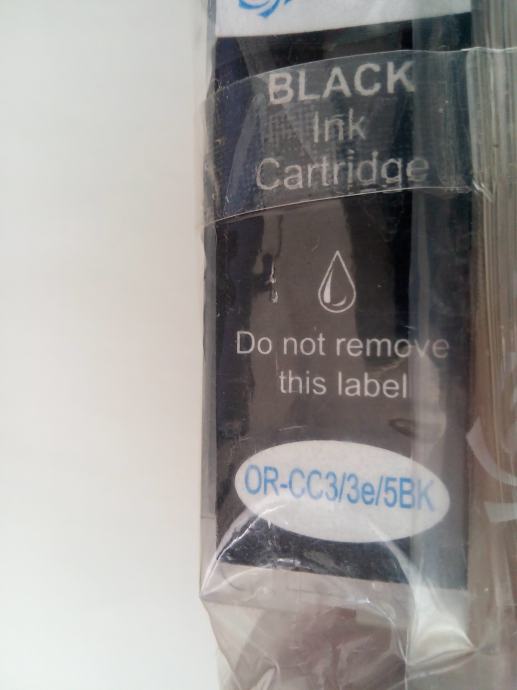 BLACK
Ink
Cartridge
Do not remove
this label
OR-CC3/3e/5BK